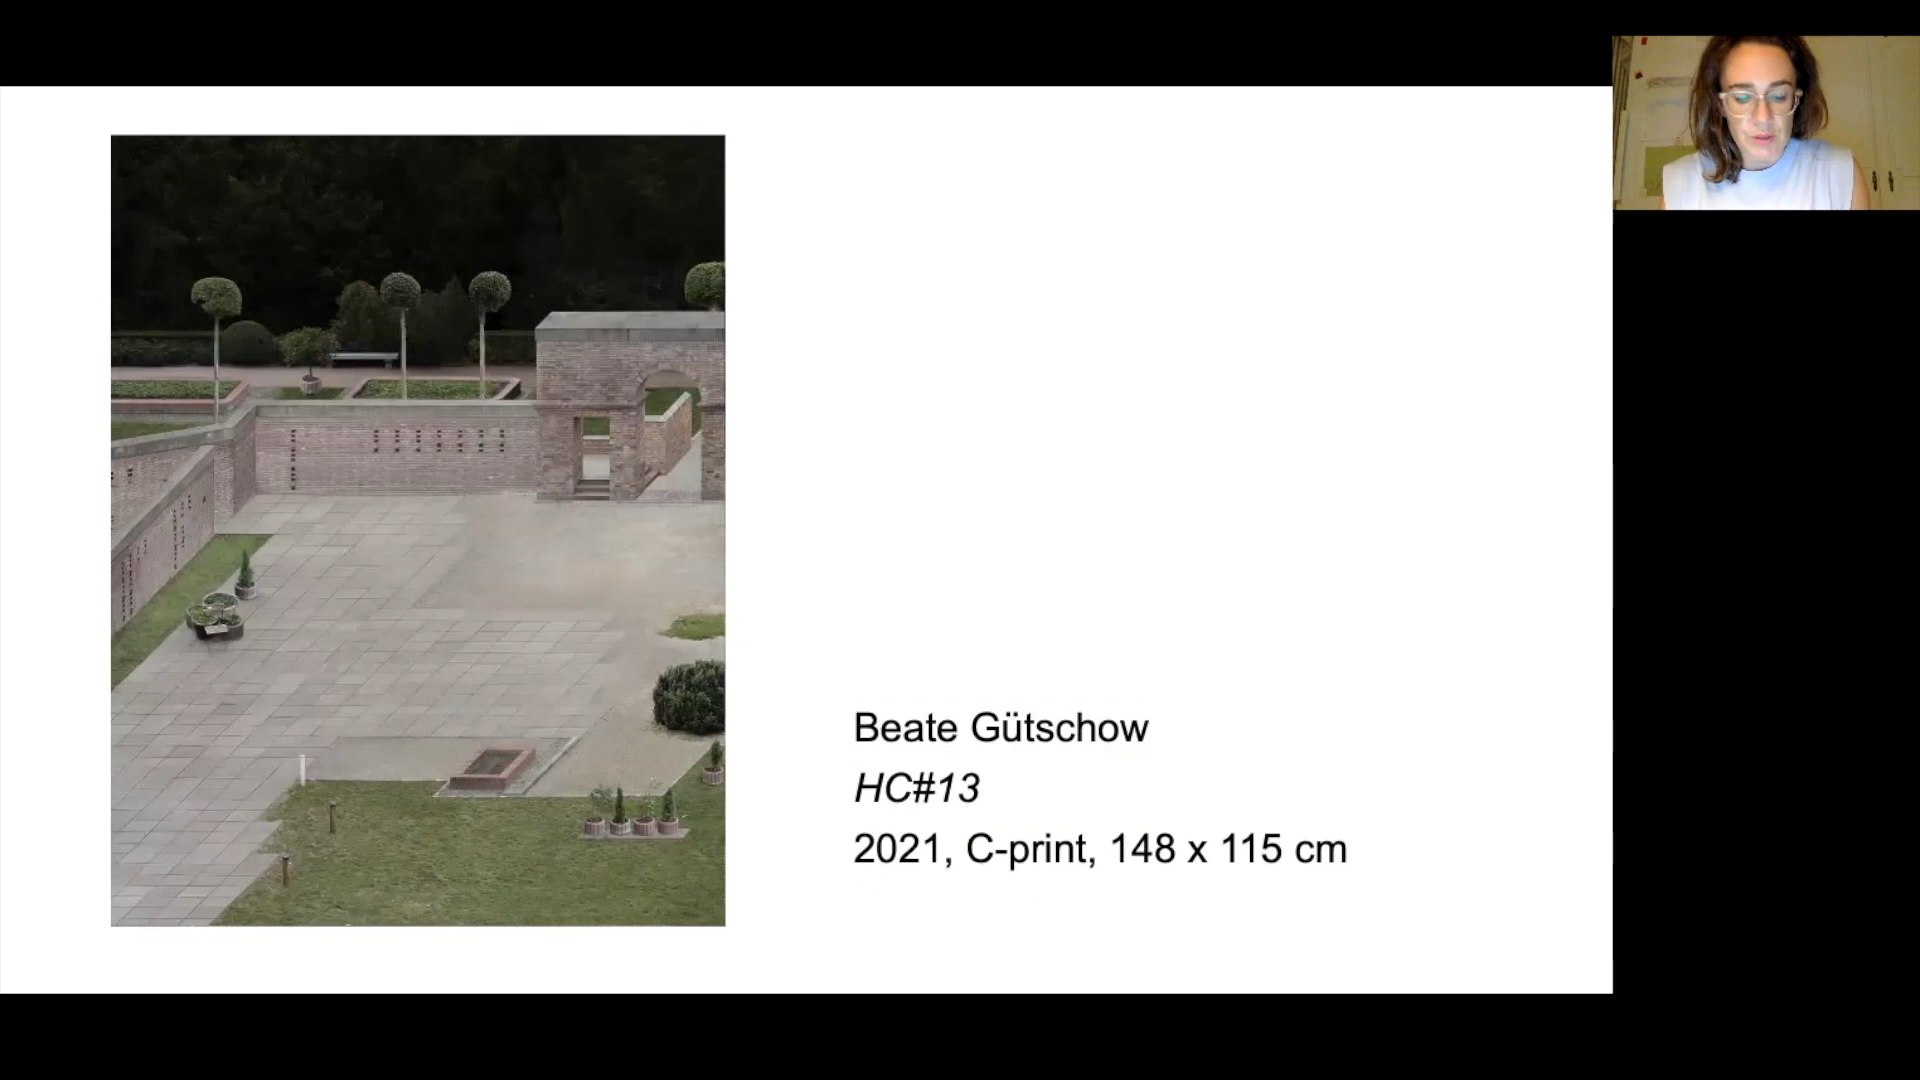 Beate Gütschow
HC#13
2021, C-print, 148 x 115 cm